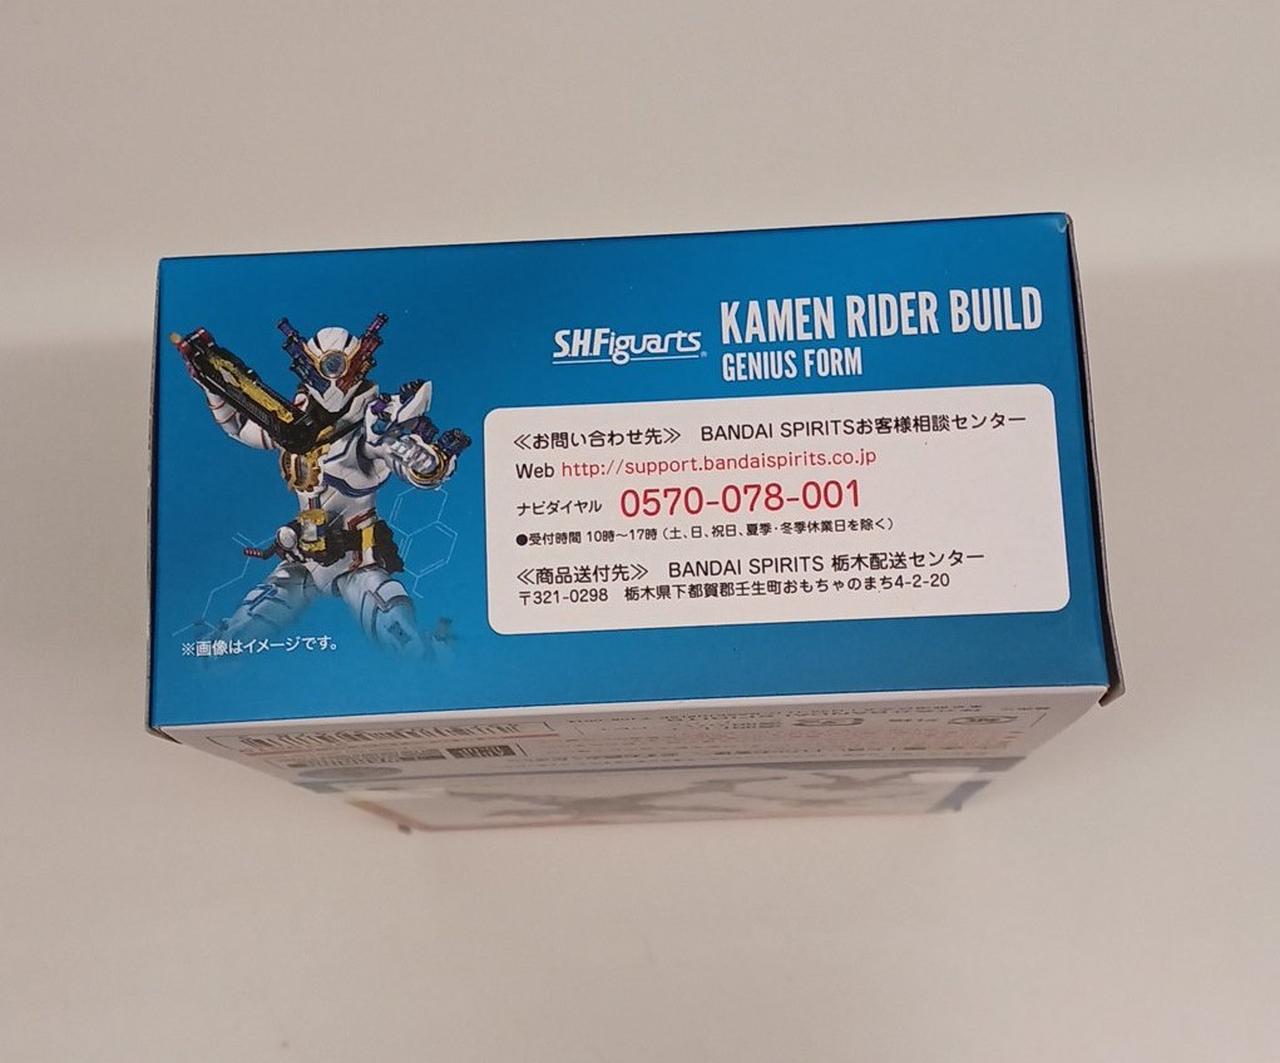 S.H.Figuarts
KAMEN RIDER BUILD
GENIUS FORM
≪お問い合わせ先≫ BANDAI SPIRITSお客様相談センター
Web http://support.bandaispirits.co.jp
ナビダイヤル 0570-078-001
●受付時間 10時～17時（土、日、祝日、夏季・冬季休業日を除く）
≪商品送付先≫ BANDAI SPIRITS 栃木配送センター
〒321-0298 栃木県下都賀郡壬生町おもちゃのまち4-2-20
※画像はイメージです。